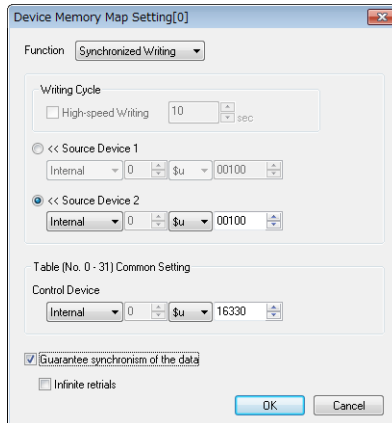 Device Memory Map Setting[0]
Function Synchronized Writing
Writing Cycle
High-speed Writing 10 sec
<< Source Device 1
Internal 0 $u 00100
<< Source Device 2
Internal 0 $u 00100
Table (No. 0 - 31) Common Setting
Control Device
Internal 0 $u 16330
Guarantee synchronism of the data
Infinite retrials
OK Cancel